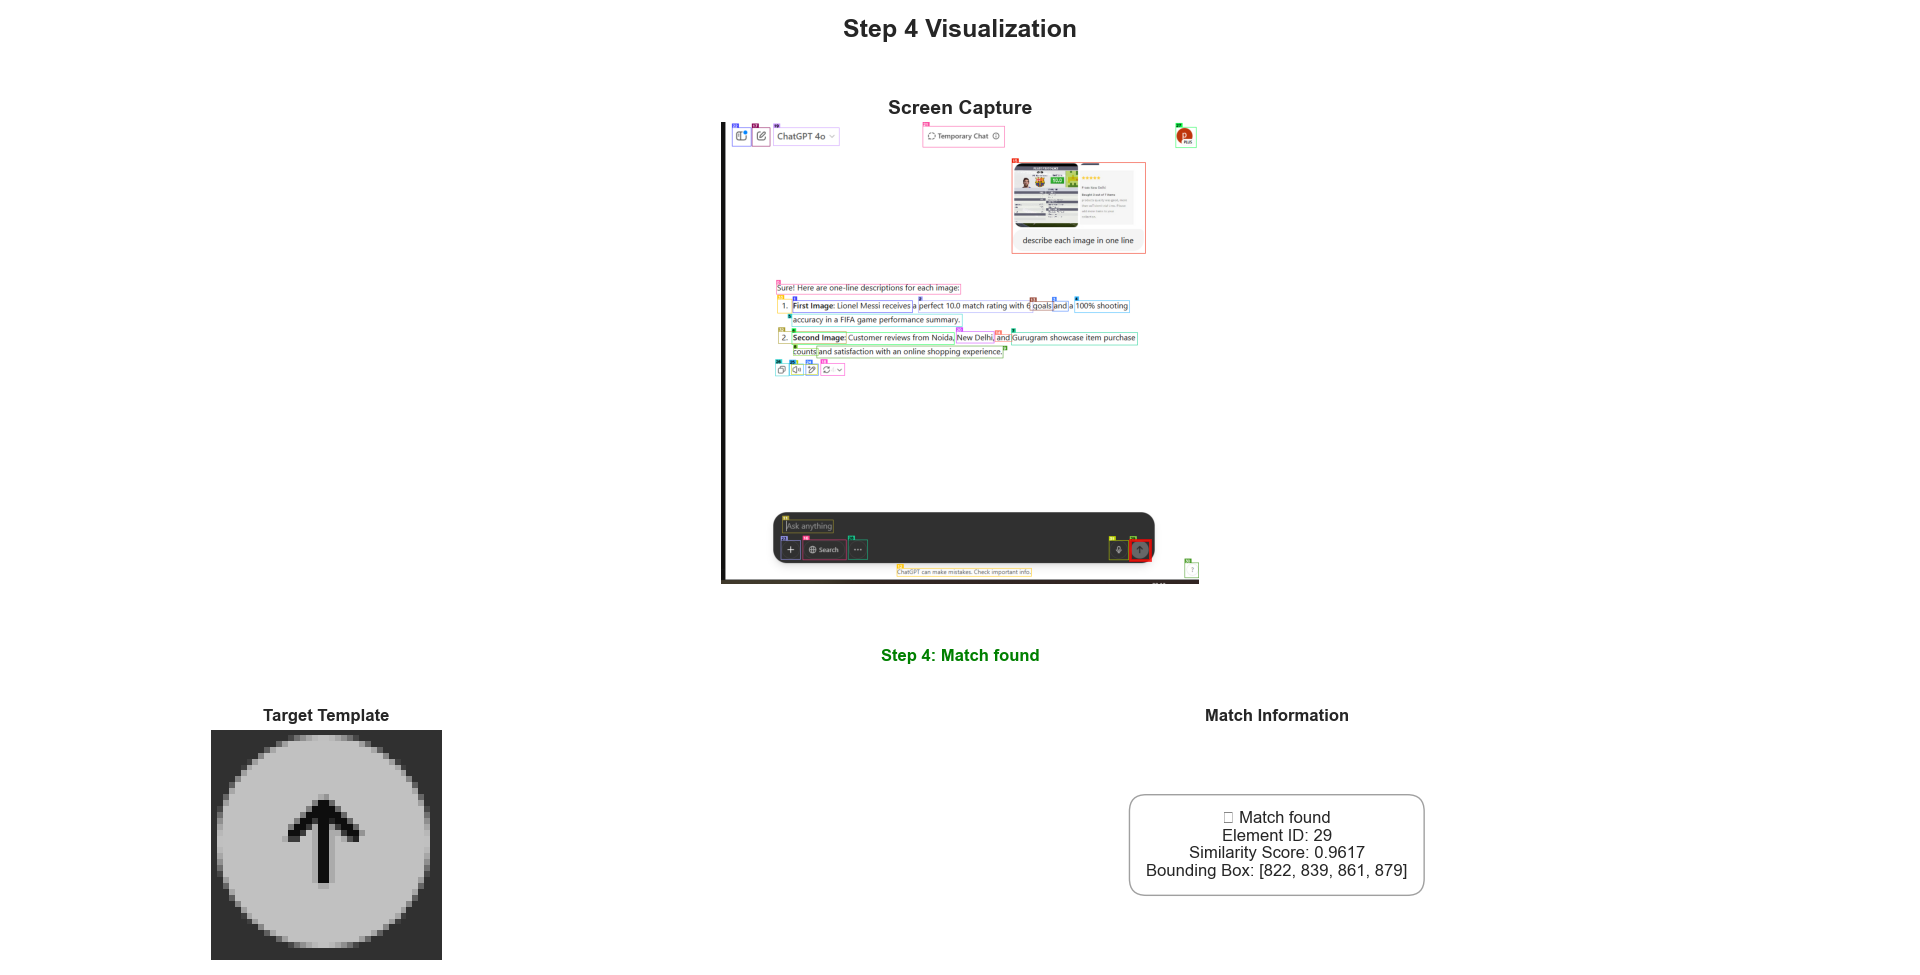 Step 4 Visualization
Screen Capture
ChatGPT 4o
Temporary Chat
PLUS
describe each image in one line
Sure! Here are one-line descriptions for each image:
1. First Image: Lionel Messi receives a perfect 10.0 match rating with 6 goals and a 100% shooting
accuracy in a FIFA game performance summary.
2. Second Image: Customer reviews from Noida, New Delhi, and Gurugram showcase item purchase
counts and satisfaction with an online shopping experience.
Ask anything
Search
ChatGPT can make mistakes. Check important info.
?
Step 4: Match found
Target Template
Match Information
Match found
Element ID: 29
Similarity Score: 0.9617
Bounding Box: [822, 839, 861, 879]